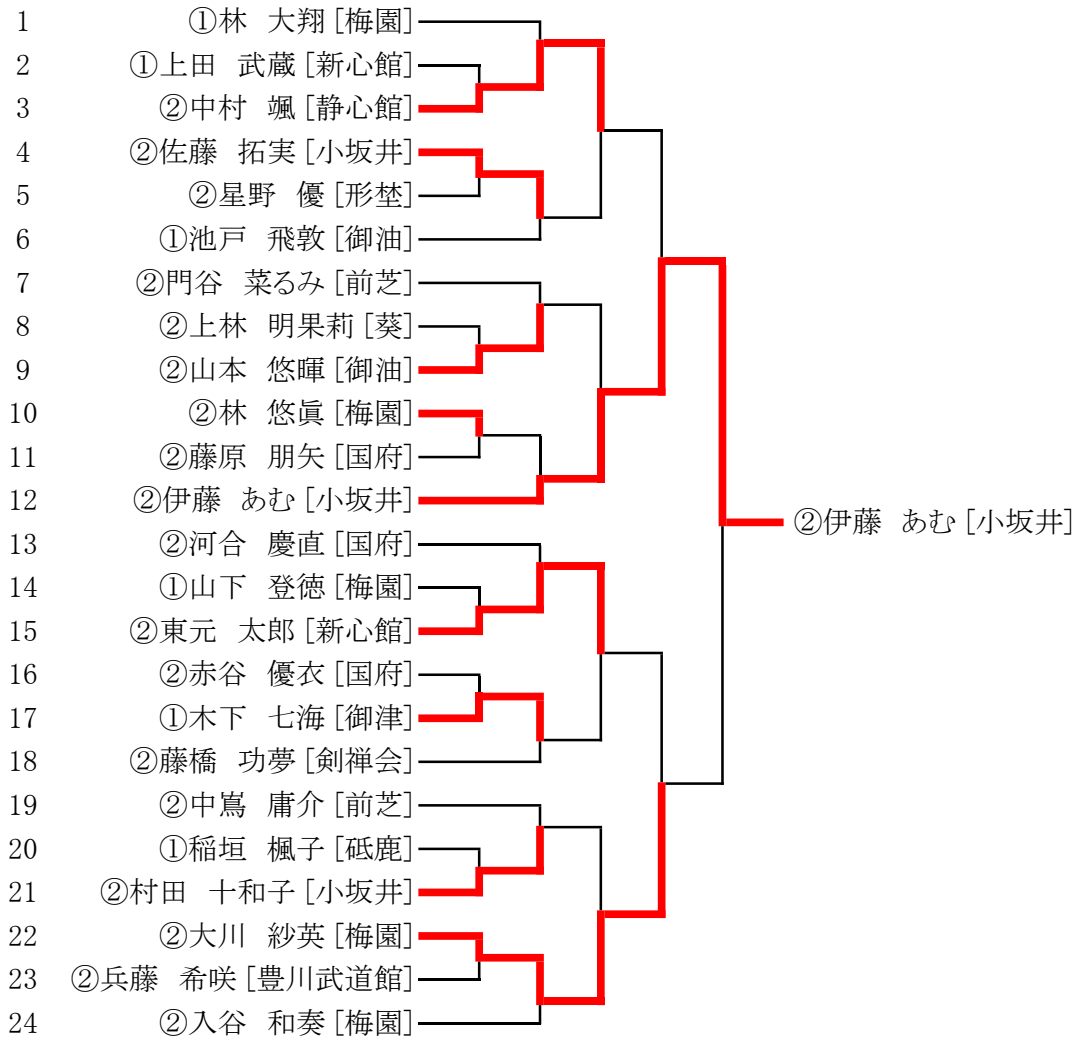 1 ①林 大翔 [梅園]
2 ①上田 武蔵 [新心館]
3 ②中村 颯 [静心館]
4 ②佐藤 拓実 [小坂井]
5 ②星野 優 [形埜]
6 ①池戸 飛敦 [御油]
7 ②門谷 菜るみ [前芝]
8 ②上林 明果莉 [葵]
9 ②山本 悠暉 [御油]
10 ②林 悠眞 [梅園]
11 ②藤原 朋矢 [国府]
12 ②伊藤 あむ [小坂井]
②伊藤 あむ [小坂井]
13 ②河合 慶直 [国府]
14 ①山下 登徳 [梅園]
15 ②東元 太郎 [新心館]
16 ②赤谷 優衣 [国府]
17 ①木下 七海 [御津]
18 ②藤橋 功夢 [剣禅会]
19 ②中嶌 庸介 [前芝]
20 ①稲垣 楓子 [砥鹿]
21 ②村田 十和子 [小坂井]
22 ②大川 紗英 [梅園]
23 ②兵藤 希咲 [豊川武道館]
24 ②入谷 和奏 [梅園]